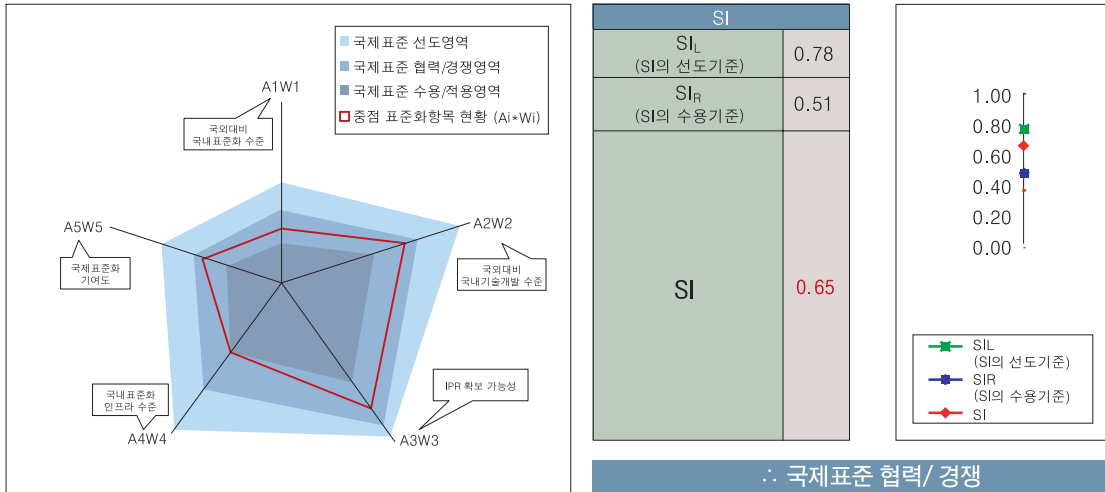 국제표준 선도영역
국제표준 협력/경쟁영역
국제표준 수용/적용영역
중점 표준화항목 현황 (Ai*Wi)
A1W1
국외대비
국내표준화 수준
A2W2
국외대비
국내기술개발 수준
A5W5
국제표준화
기여도
국내표준화
인프라 수준
A4W4
IPR 확보 가능성
A3W3
SI
SIL
(SI의 선도기준)
0.78
SIR
(SI의 수용기준)
0.51
SI
0.65
1.00
0.80
0.60
0.40
0.20
0.00
SIL
(SI의 선도기준)
SIR
(SI의 수용기준)
SI
∴ 국제표준 협력/ 경쟁